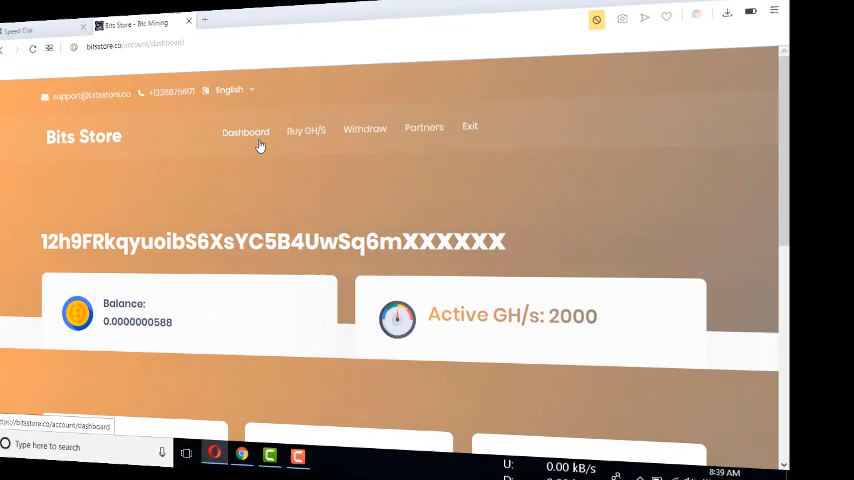 Speed Dial
Bits Store - Btc Mining
bitsstore.co/account/dashboard
support@bitsstore.co
+13368756171
English
Bits Store
Dashboard
Buy GH/S
Withdraw
Partners
Exit
12h9FRkqyuoibS6XsYC5B4UwSq6mXXXXXX
Balance:
0.0000000588
Active GH/s: 2000
https://bitsstore.co/account/dashboard
Type here to search
U:
0.00 kB/s
8:39 AM